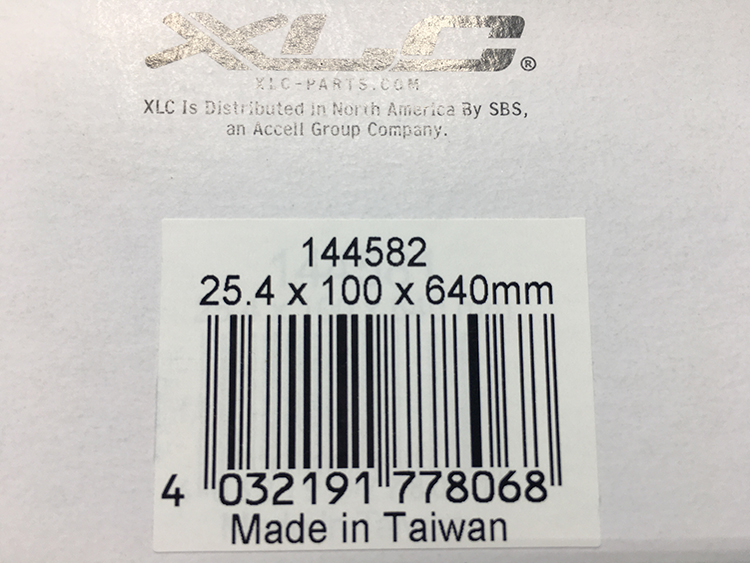 XLC®
XLC-PARTS.COM
XLC Is Distributed in North America By SBS,
an Accell Group Company.
144582
25.4 x 100 x 640mm
4 032191 778068
Made in Taiwan